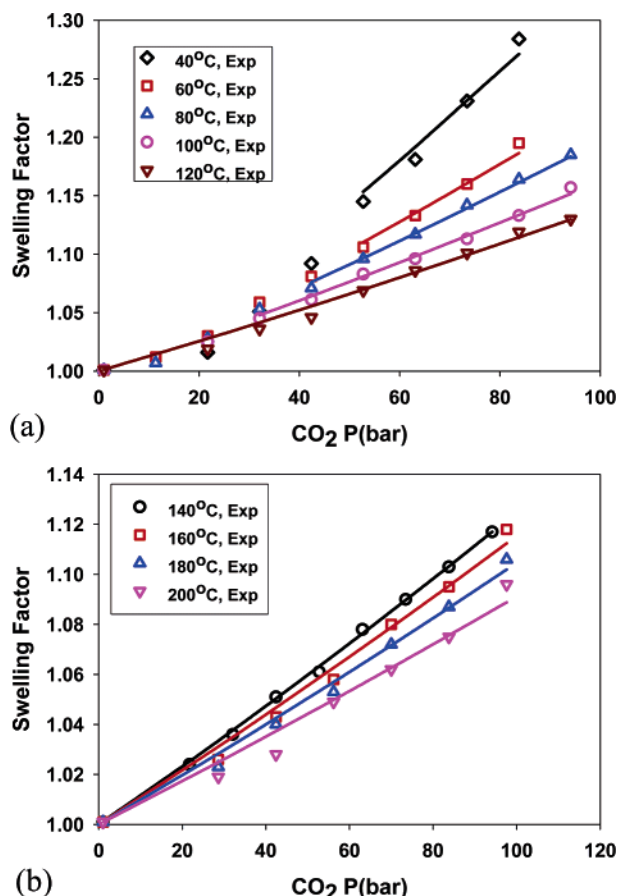 1.30
1.25
1.20
1.15
1.10
1.05
1.00
Swelling Factor
40°C, Exp
60°C, Exp
80°C, Exp
100°C, Exp
120°C, Exp
0 20 40 60 80 100
CO₂ P(bar)
(a)
1.14
1.12
1.10
1.08
1.06
1.04
1.02
1.00
Swelling Factor
140°C, Exp
160°C, Exp
180°C, Exp
200°C, Exp
0 20 40 60 80 100 120
CO₂ P(bar)
(b)